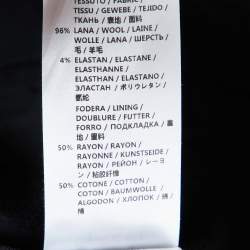 TESSUTO / FABRIC /
TISSU / GEWEBE / TEJIDO /
ТКАНЬ / 表地 / 面料
96% LANA / WOOL / LAINE /
WOLLE / LANA / ШЕРСТЬ /
毛 / 羊毛
4% ELASTAN / ELASTANE /
ELASTHANNE /
ELASTHAN / ELASTANO /
ЭЛАСТАН / ポリウレタン /
氨纶
FODERA / LINING /
DOUBLURE / FUTTER /
FORRO / ПОДКЛАДКА / 裏
地 / 里料
50% RAYON / RAYON /
RAYONNE / KUNSTSEIDE /
RAYON / РЕЙОН / レーヨ
ン / 粘胶纤维
50% COTONE / COTTON /
COTON / BAUMWOLLE /
ALGODON / ХЛОПОК / 綿
/ 棉